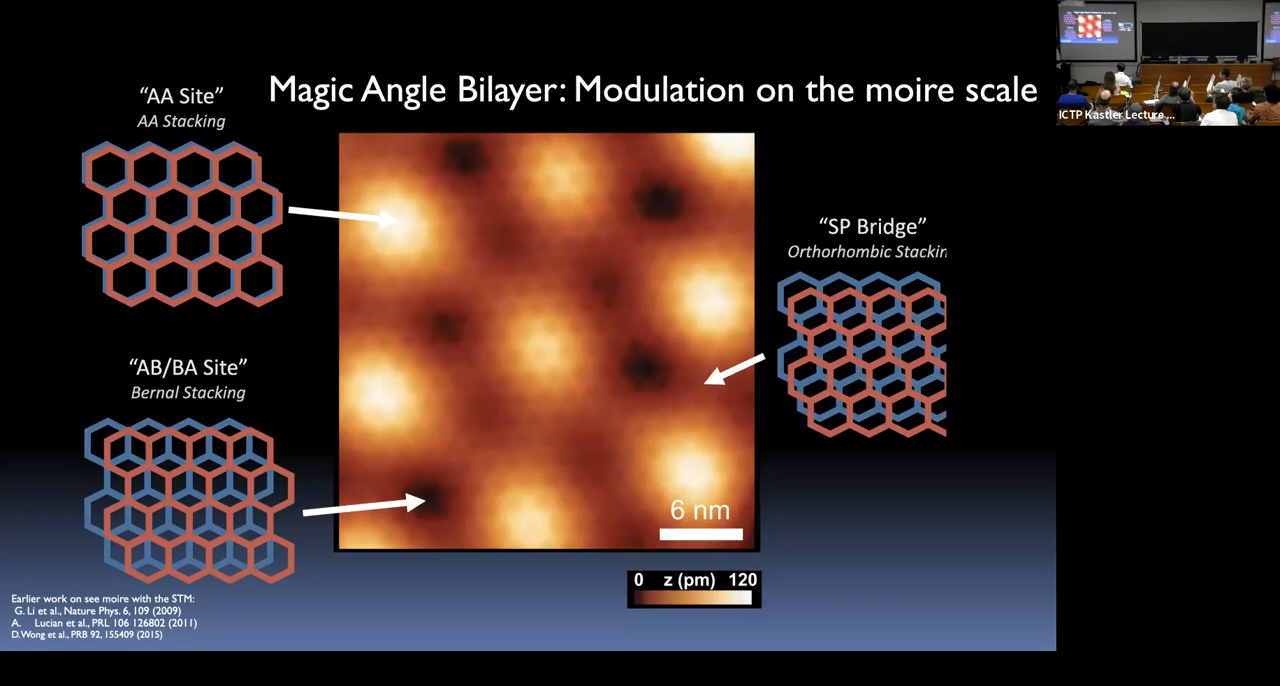 Magic Angle Bilayer: Modulation on the moire scale
“AA Site”
AA Stacking
“AB/BA Site”
Bernal Stacking
“SP Bridge”
Orthorhombic Stackin
6 nm
0 z (pm) 120
Earlier work on see moire with the STM:
G. Li et al., Nature Phys. 6, 109 (2009)
A. Lucian et al., PRL 106 126802 (2011)
D.Wong et al., PRB 92, 155409 (2015)
ICTP Kastler Lecture ...